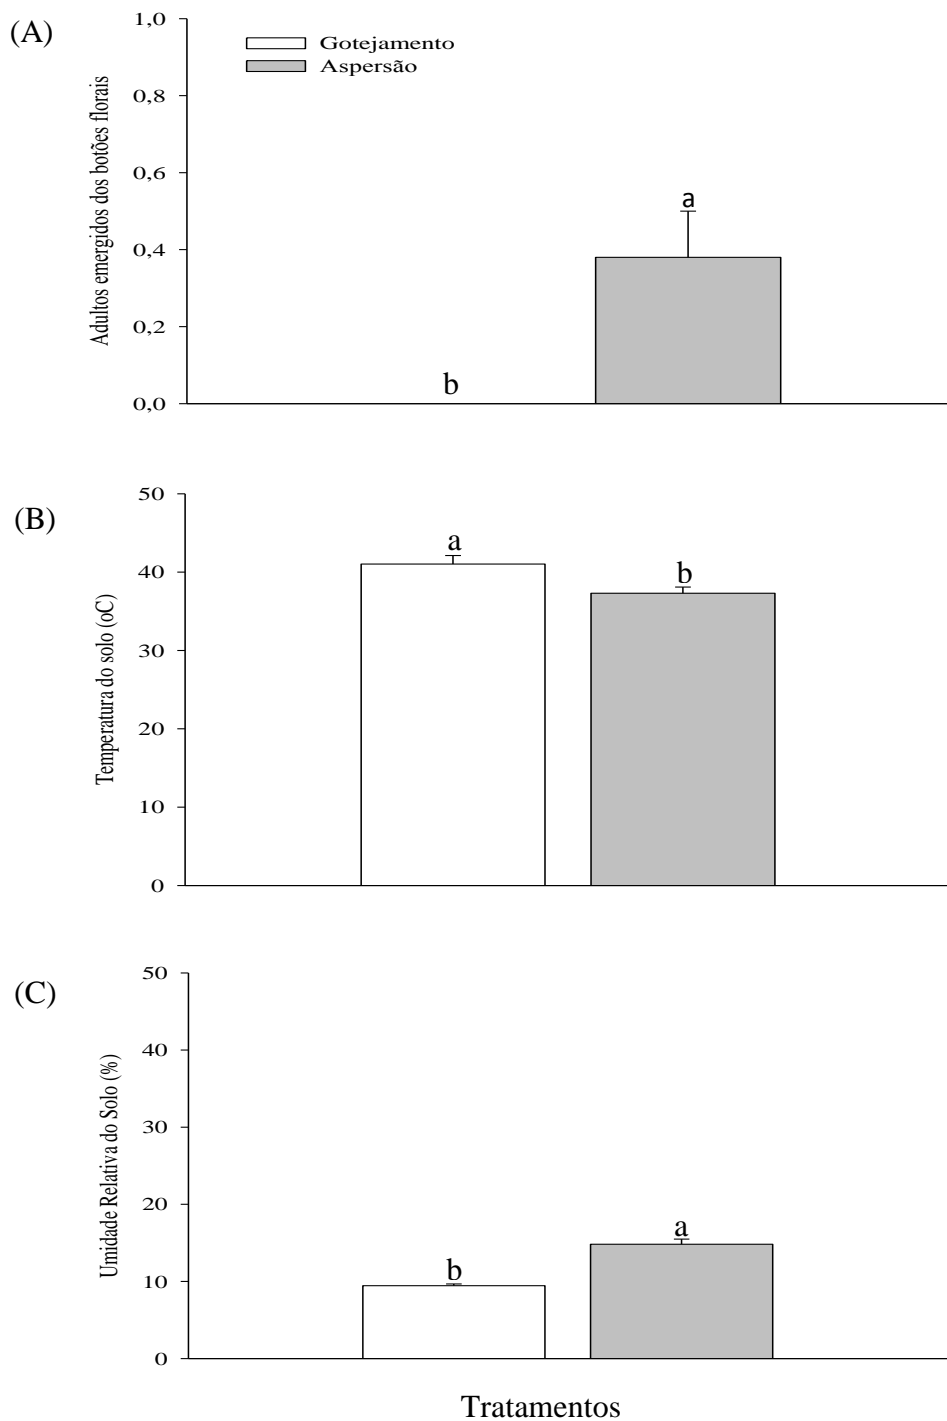 (A)
Adultos emergidos dos botões florais
1,0
0,8
0,6
0,4
0,2
0,0
Gotejamento
Aspersão
b
a
(B)
Temperatura do solo (oC)
50
40
30
20
10
0
a
b
(C)
Umidade Relativa do Solo (%)
50
40
30
20
10
0
b
a
Tratamentos